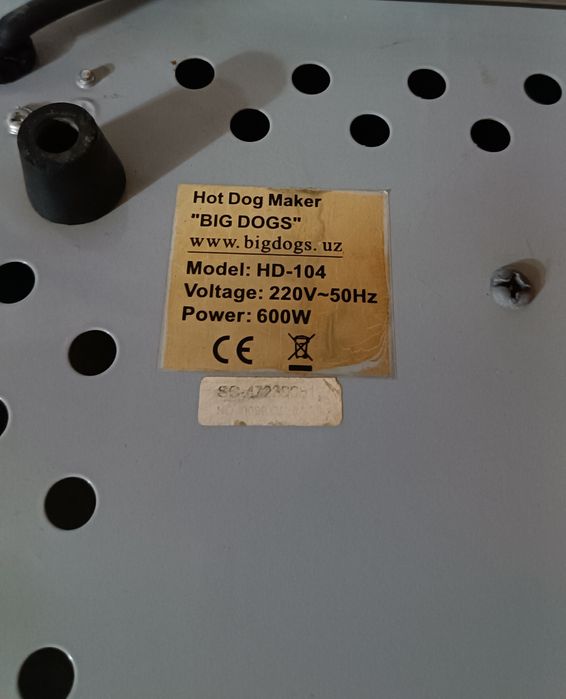 Hot Dog Maker
"BIG DOGS"
www.bigdogs.uz
Model: HD-104
Voltage: 220V~50Hz
Power: 600W
CE